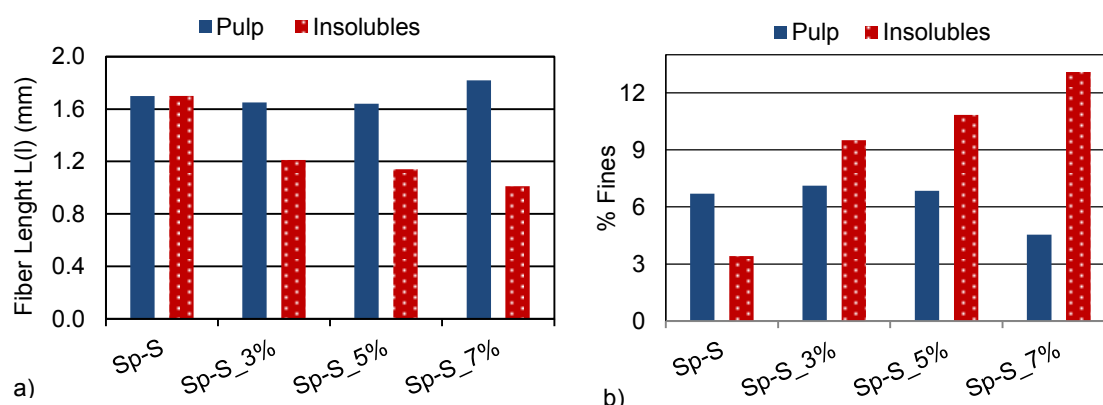 Pulp Insolubles
Fiber Lenght L(l) (mm)
2.0
1.6
1.2
0.8
0.4
0.0
Sp-S Sp-S_3% Sp-S_5% Sp-S_7%
a)
Pulp Insolubles
% Fines
12
9
6
3
0
Sp-S Sp-S_3% Sp-S_5% Sp-S_7%
b)